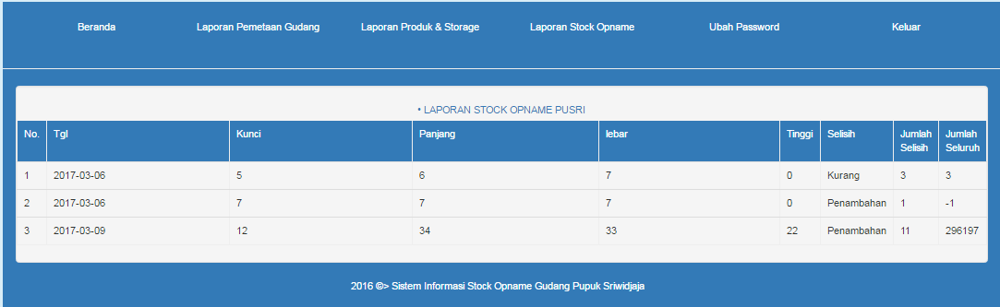 Beranda Laporan Pemetaan Gudang Laporan Produk & Storage Laporan Stock Opname Ubah Password Keluar
• LAPORAN STOCK OPNAME PUSRI
No. Tgl Kunci Panjang lebar Tinggi Selisih Jumlah Selisih Jumlah Seluruh
1 2017-03-06 5 6 7 0 Kurang 3 3
2 2017-03-06 7 7 7 0 Penambahan 1 -1
3 2017-03-09 12 34 33 22 Penambahan 11 296197
2016 ©> Sistem Informasi Stock Opname Gudang Pupuk Sriwidjaja